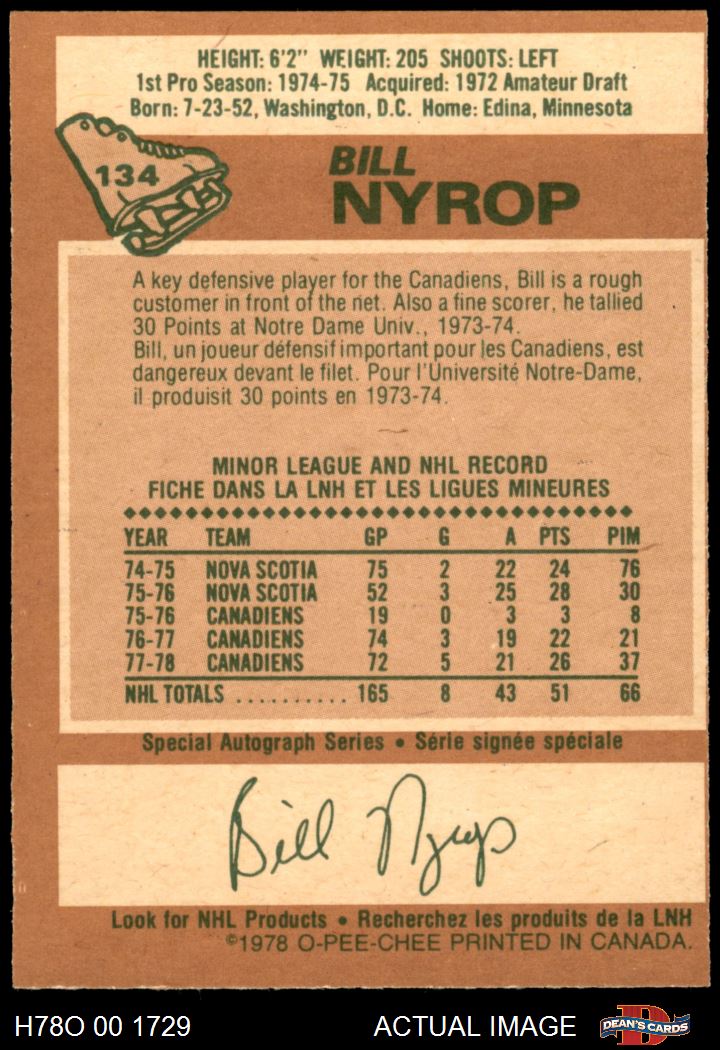 HEIGHT: 6'2" WEIGHT: 205 SHOOTS: LEFT
1st Pro Season: 1974-75 Acquired: 1972 Amateur Draft
Born: 7-23-52, Washington, D.C. Home: Edina, Minnesota
134
BILL
NYROP
A key defensive player for the Canadiens, Bill is a rough
customer in front of the net. Also a fine scorer, he tallied
30 Points at Notre Dame Univ., 1973-74.
Bill, un joueur défensif important pour les Canadiens, est
dangereux devant le filet. Pour l'Université Notre-Dame,
il produisit 30 points en 1973-74.
MINOR LEAGUE AND NHL RECORD
FICHE DANS LA LNH ET LES LIGUES MINEURES
YEAR TEAM GP G A PTS PIM
74-75 NOVA SCOTIA 75 2 22 24 76
75-76 NOVA SCOTIA 52 3 25 28 30
75-76 CANADIENS 19 0 3 3 8
76-77 CANADIENS 74 3 19 22 21
77-78 CANADIENS 72 5 21 26 37
NHL TOTALS .......... 165 8 43 51 66
Special Autograph Series • Série signée spéciale
Bill Nyrop
Look for NHL Products • Recherchez les produits de la LNH
©1978 O-PEE-CHEE PRINTED IN CANADA.
H78O 00 1729 ACTUAL IMAGE D DEAN'S CARDS